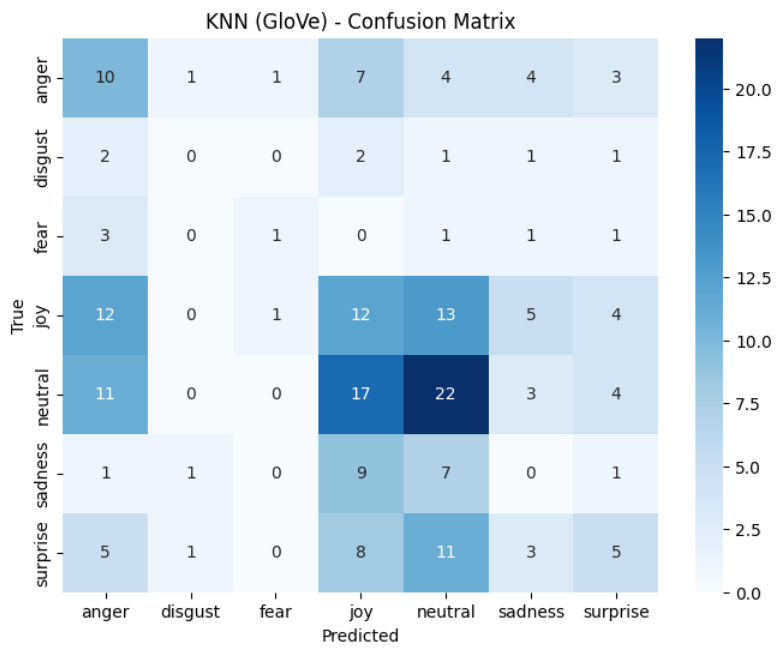 KNN (GloVe) - Confusion Matrix
True
anger 10 1 1 7 4 4 3
disgust 2 0 0 2 1 1 1
fear 3 0 1 0 1 1 1
joy 12 0 1 12 13 5 4
neutral 11 0 0 17 22 3 4
sadness 1 1 0 9 7 0 1
surprise 5 1 0 8 11 3 5
anger disgust fear joy neutral sadness surprise
Predicted
20.0
17.5
15.0
12.5
10.0
7.5
5.0
2.5
0.0